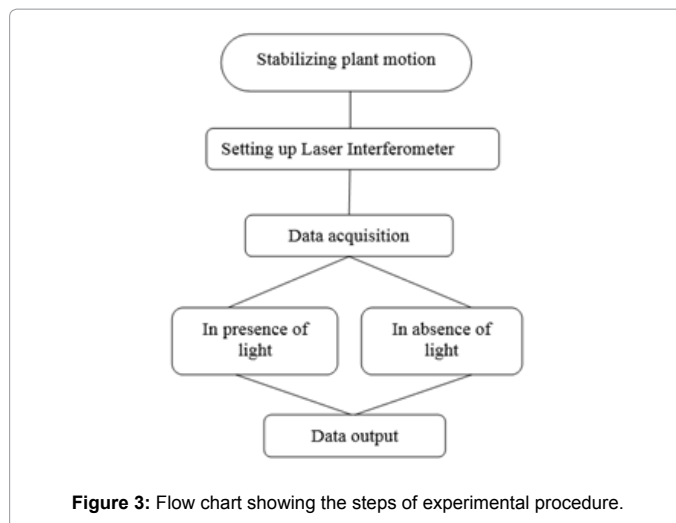 Stabilizing plant motion
Setting up Laser Interferometer
Data acquisition
In presence of
light
In absence of
light
Data output
Figure 3: Flow chart showing the steps of experimental procedure.